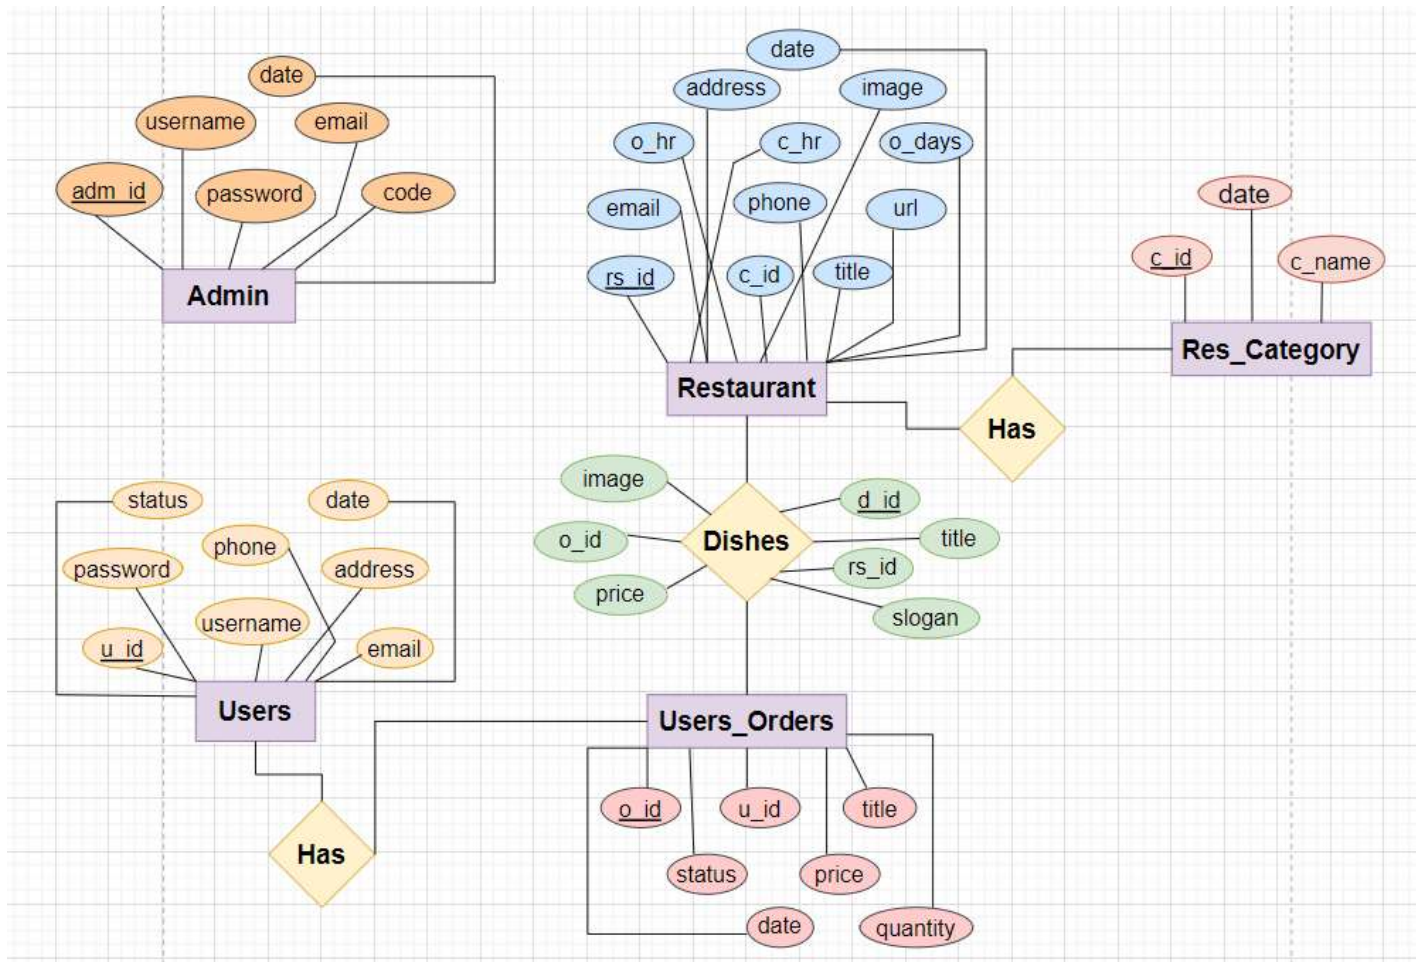 date
username
email
adm_id
password
code
Admin
date
address
image
o_hr
c_hr
o_days
email
phone
url
rs_id
c_id
title
Restaurant
date
c_id
c_name
Res_Category
Has
status
date
phone
password
address
username
u_id
email
Users
Has
image
d_id
o_id
Dishes
title
rs_id
price
slogan
Users_Orders
o_id
u_id
title
status
price
date
quantity